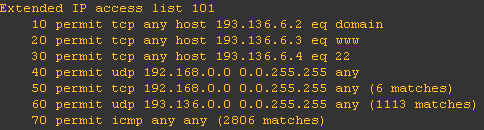 Extended IP access list 101
10 permit tcp any host 193.136.6.2 eq domain
20 permit tcp any host 193.136.6.3 eq www
30 permit tcp any host 193.136.6.4 eq 22
40 permit udp 192.168.0.0 0.0.255.255 any
50 permit tcp 192.168.0.0 0.0.255.255 any (6 matches)
60 permit udp 193.136.0.0 0.0.255.255 any (1113 matches)
70 permit icmp any any (2806 matches)